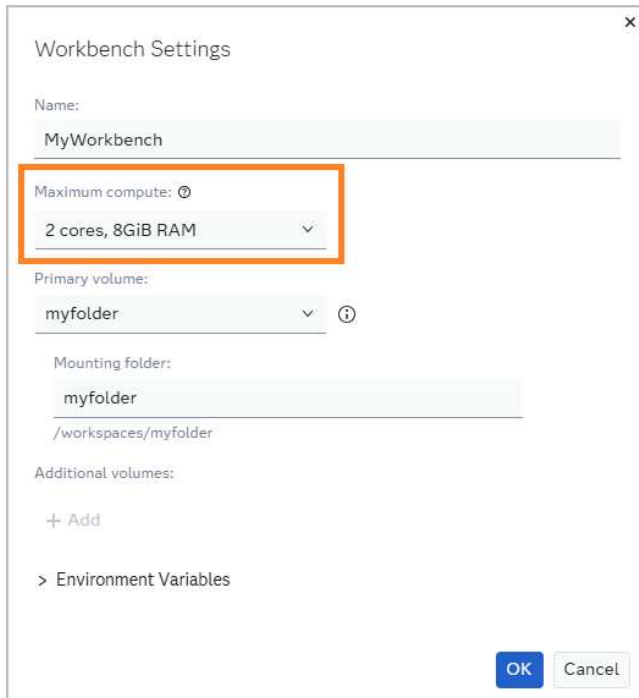 Workbench Settings
Name:
MyWorkbench
Maximum compute:
2 cores, 8GiB RAM
Primary volume:
myfolder
Mounting folder:
myfolder
/workspaces/myfolder
Additional volumes:
+ Add
> Environment Variables
OK Cancel